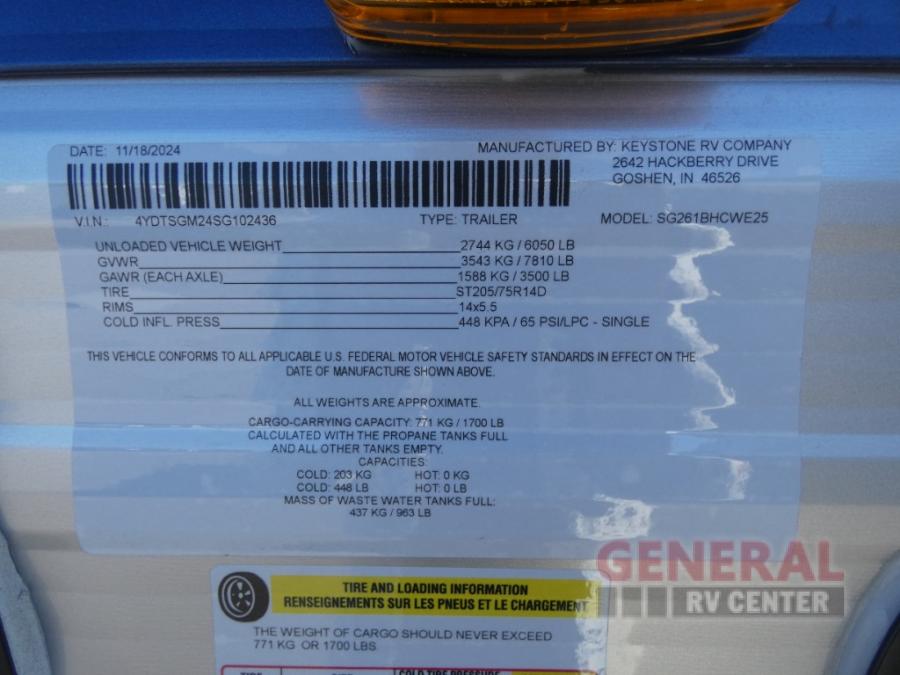 DATE: 11/18/2024
MANUFACTURED BY: KEYSTONE RV COMPANY
2642 HACKBERRY DRIVE
GOSHEN, IN 46526
V.I.N.: 4YDTSGM24SG102436 TYPE: TRAILER MODEL: SG261BHCWE25
UNLOADED VEHICLE WEIGHT 2744 KG / 6050 LB
GVWR 3543 KG / 7810 LB
GAWR (EACH AXLE) 1588 KG / 3500 LB
TIRE ST205/75R14D
RIMS 14x5.5
COLD INFL. PRESS 448 KPA / 65 PSI/LPC - SINGLE
THIS VEHICLE CONFORMS TO ALL APPLICABLE U.S. FEDERAL MOTOR VEHICLE SAFETY STANDARDS IN EFFECT ON THE
DATE OF MANUFACTURE SHOWN ABOVE.
ALL WEIGHTS ARE APPROXIMATE.
CARGO-CARRYING CAPACITY: 771 KG / 1700 LB
CALCULATED WITH THE PROPANE TANKS FULL
AND ALL OTHER TANKS EMPTY.
CAPACITIES:
COLD: 203 KG HOT: 0 KG
COLD: 448 LB HOT: 0 LB
MASS OF WASTE WATER TANKS FULL:
437 KG / 963 LB
GENERAL
RV CENTER
TIRE AND LOADING INFORMATION
RENSEIGNEMENTS SUR LES PNEUS ET LE CHARGEMENT
THE WEIGHT OF CARGO SHOULD NEVER EXCEED
771 KG OR 1700 LBS.
COLD TIRE PRESSURE